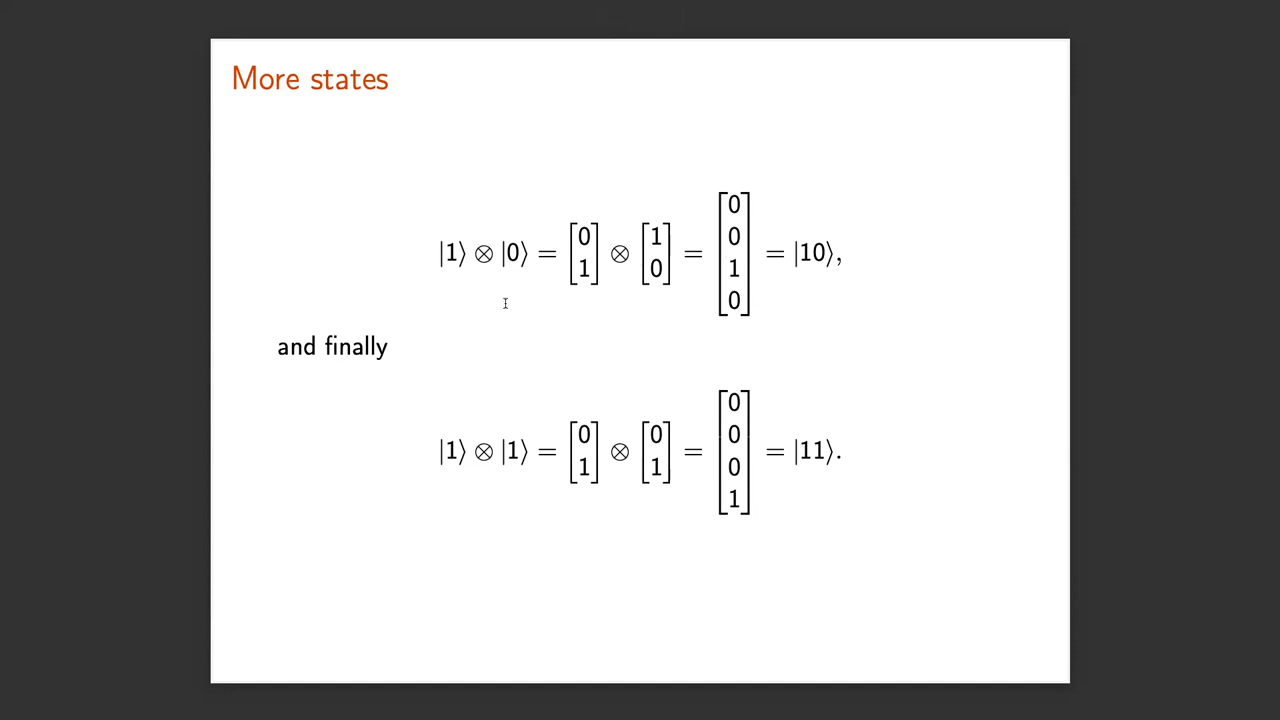 More states
|1⟩ ⊗ |0⟩ = [0 1] ⊗ [1 0] = [0 0 1 0] = |10⟩,
and finally
|1⟩ ⊗ |1⟩ = [0 1] ⊗ [0 1] = [0 0 0 1] = |11⟩.